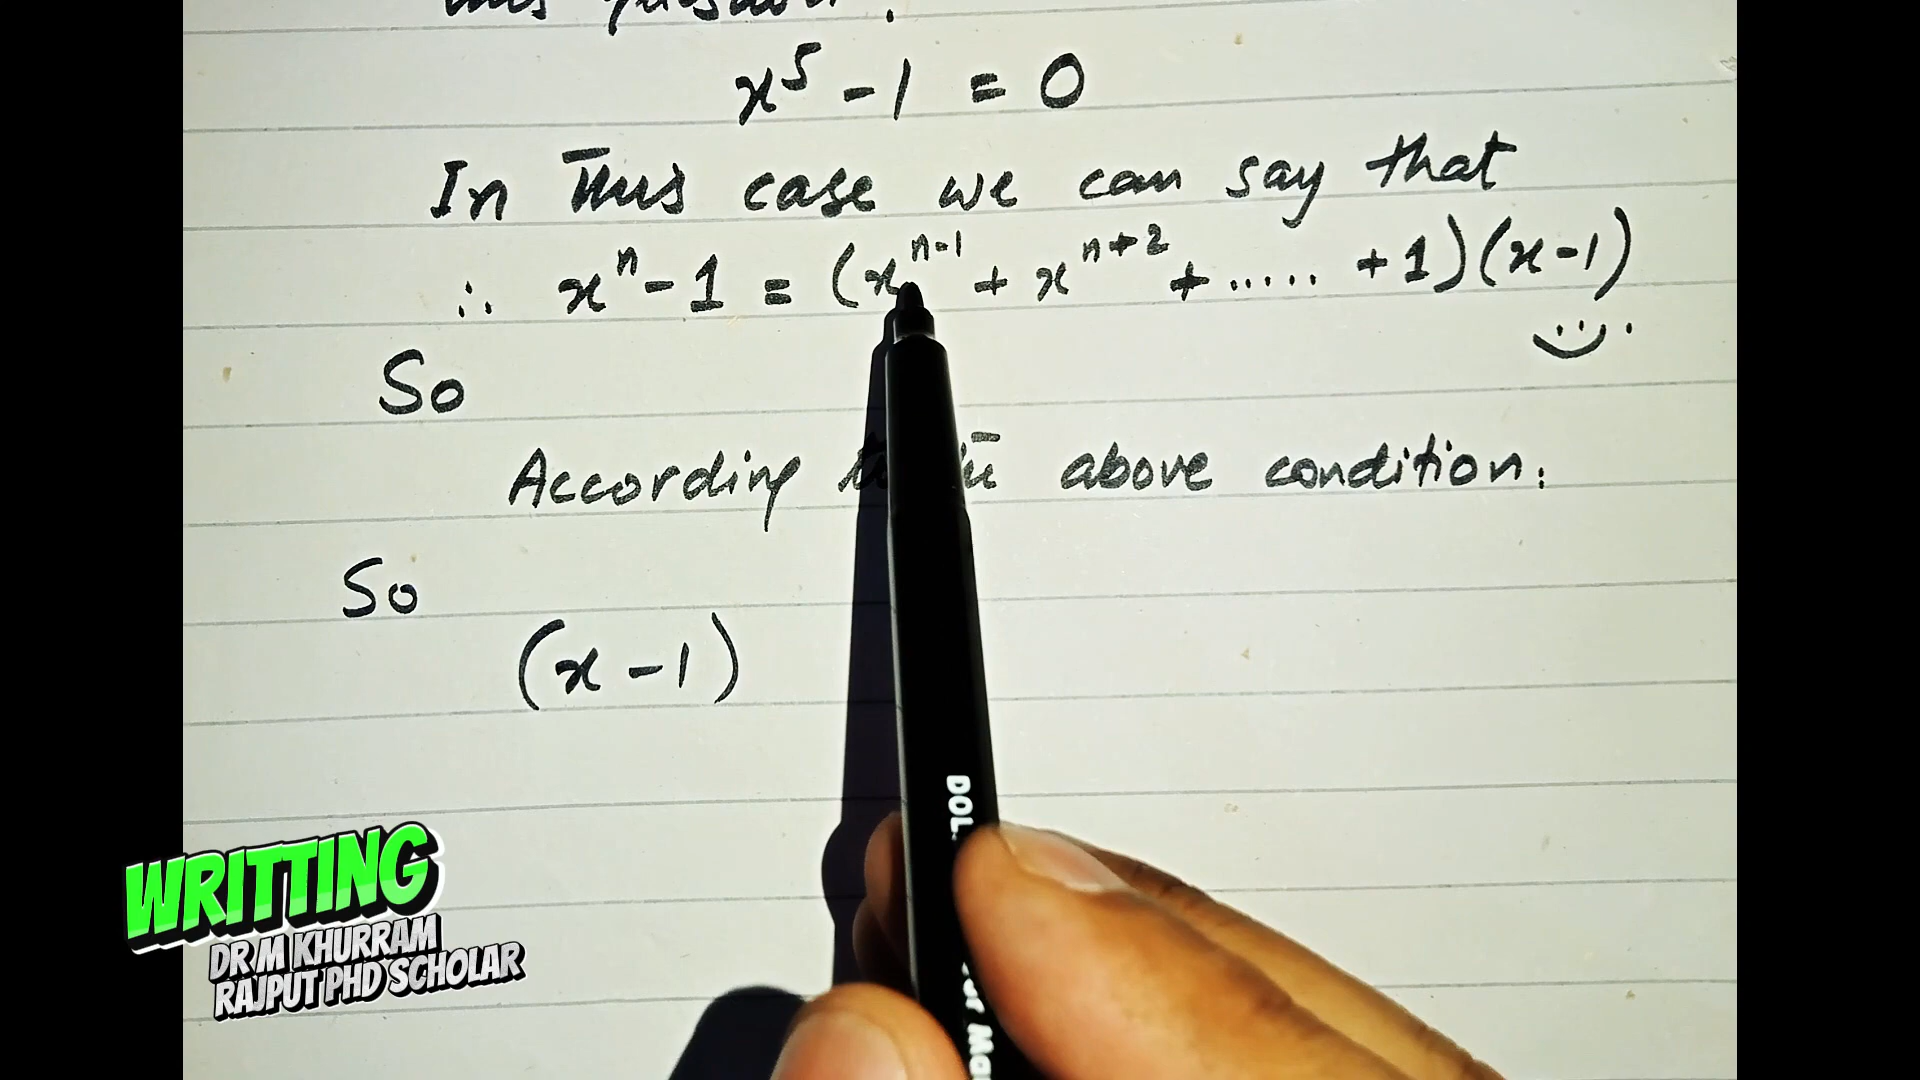 x⁵ - 1 = 0
In this case we can say that
∴ xⁿ - 1 = (xⁿ⁻¹ + xⁿ⁺² + ..... + 1)(x - 1)
So
According above condition:
So
(x - 1)
WRITTING
DR M KHURRAM
RAJPUT PHD SCHOLAR